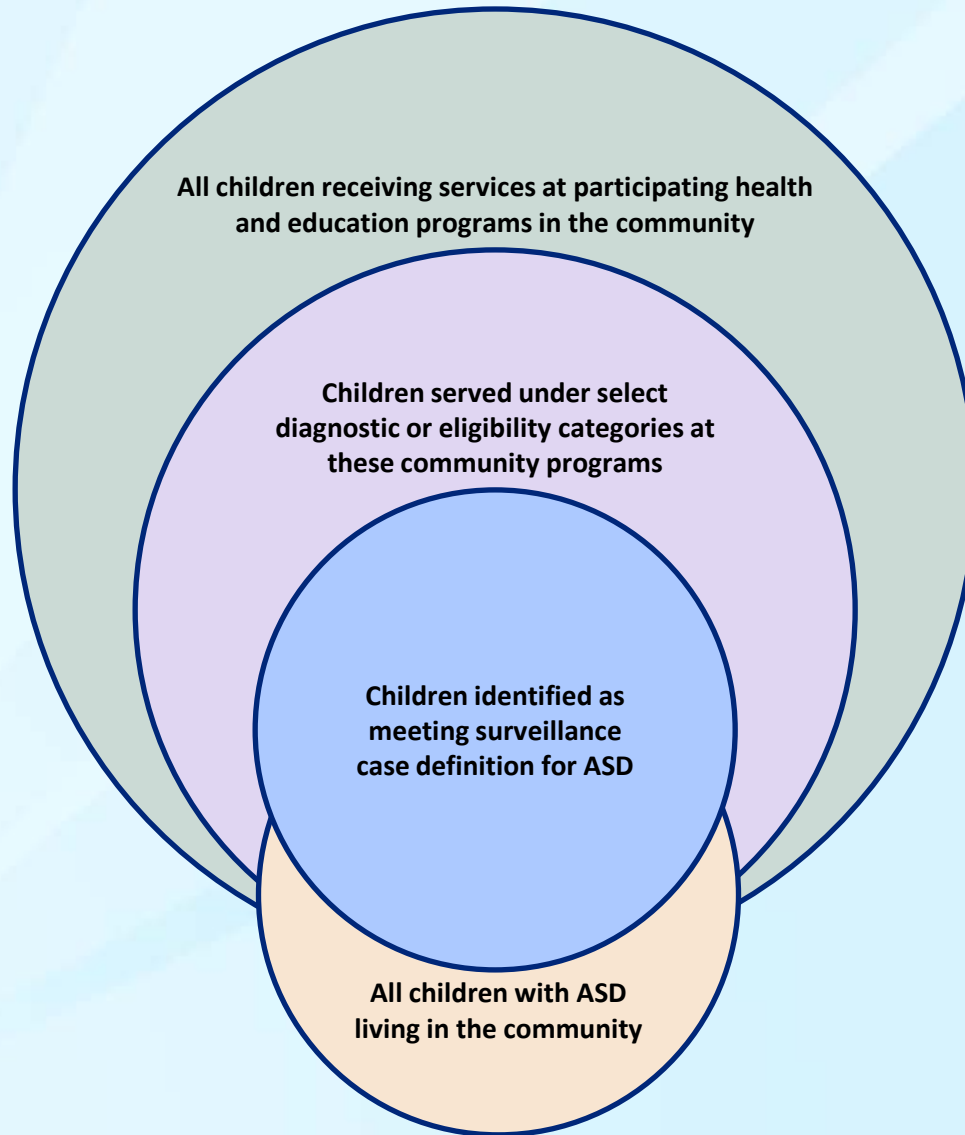 All children receiving services at participating health
and education programs in the community
Children served under select
diagnostic or eligibility categories at
these community programs
Children identified as
meeting surveillance
case definition for ASD
All children with ASD
living in the community